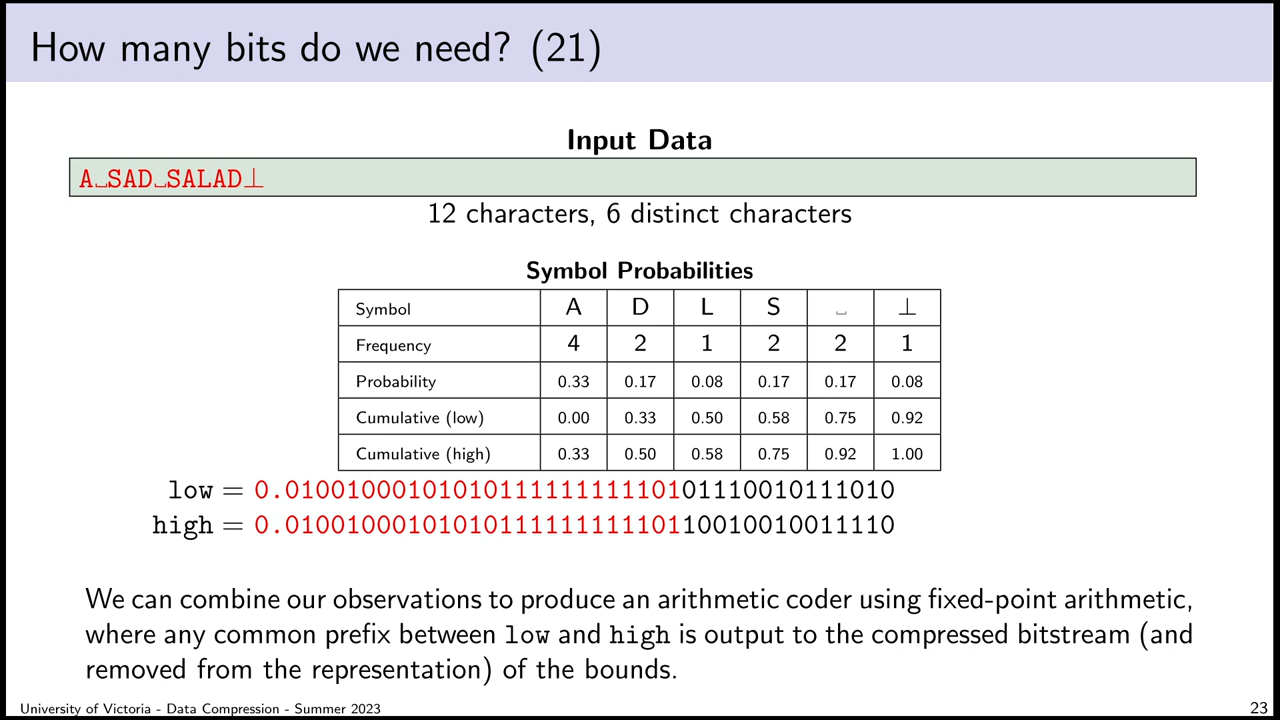 How many bits do we need? (21)
Input Data
A␣SAD␣SALAD⊥
12 characters, 6 distinct characters
Symbol Probabilities
Symbol A D L S ␣ ⊥
Frequency 4 2 1 2 2 1
Probability 0.33 0.17 0.08 0.17 0.17 0.08
Cumulative (low) 0.00 0.33 0.50 0.58 0.75 0.92
Cumulative (high) 0.33 0.50 0.58 0.75 0.92 1.00
low = 0.0100100010101011111111110101110010111010
high = 0.0100100010101011111111110110010010011110
We can combine our observations to produce an arithmetic coder using fixed-point arithmetic,
where any common prefix between low and high is output to the compressed bitstream (and
removed from the representation) of the bounds.
University of Victoria - Data Compression - Summer 2023
23